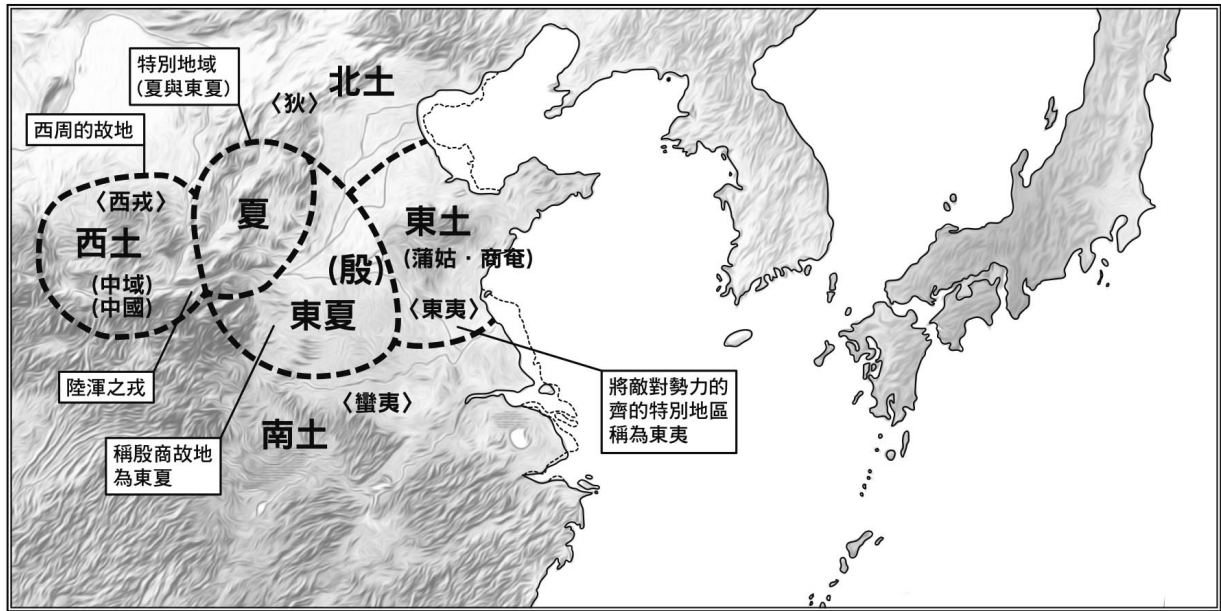 特別地域
(夏與東夏)
北土
〈狄〉
西周的故地
〈西戎〉
西土
(中域)
(中國)
夏
東土
(蒲姑・商奄)
(殷)
東夏
〈東夷〉
陸渾之戎
〈蠻夷〉
南土
稱殷商故地
為東夏
將敵對勢力的
齊的特別地區
稱為東夷